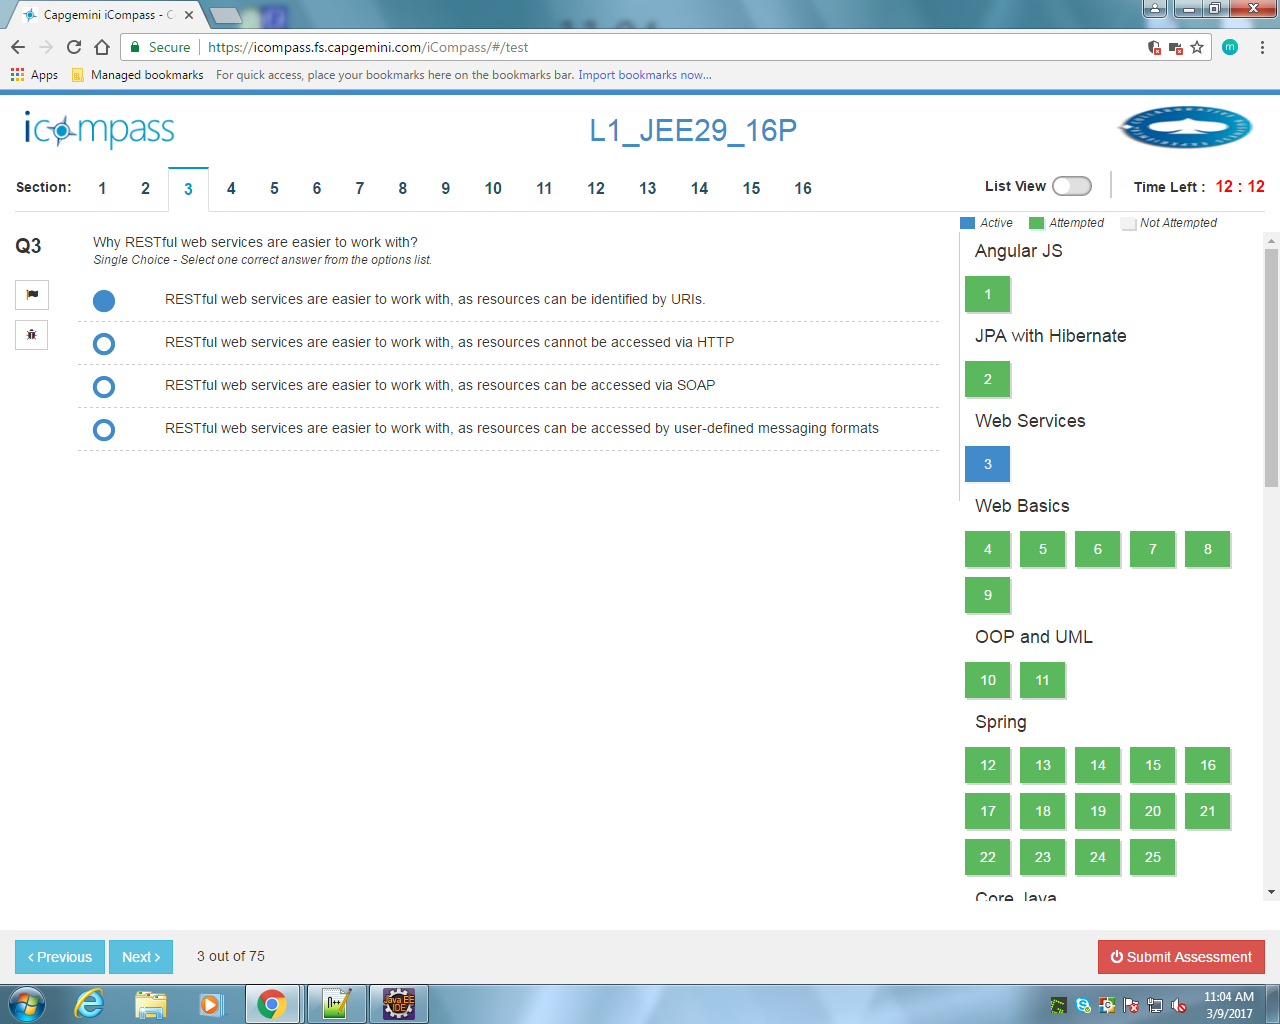 Capgemini iCompass - C
Secure
https://icompass.fs.capgemini.com/iCompass/#/test
m
Apps
Managed bookmarks
For quick access, place your bookmarks here on the bookmarks bar. Import bookmarks now...
icompass
L1_JEE29_16P
Section: 1 2 3 4 5 6 7 8 9 10 11 12 13 14 15 16
List View
Time Left : 12 : 12
Active Attempted Not Attempted
Q3
Why RESTful web services are easier to work with?
Single Choice - Select one correct answer from the options list.
RESTful web services are easier to work with, as resources can be identified by URIs.
RESTful web services are easier to work with, as resources cannot be accessed via HTTP
RESTful web services are easier to work with, as resources can be accessed via SOAP
RESTful web services are easier to work with, as resources can be accessed by user-defined messaging formats
Angular JS
1
JPA with Hibernate
2
Web Services
3
Web Basics
4 5 6 7 8
9
OOP and UML
10 11
Spring
12 13 14 15 16
17 18 19 20 21
22 23 24 25
Core Java
‹ Previous
Next ›
3 out of 75
Submit Assessment
Java EE
IDE
11:04 AM
3/9/2017